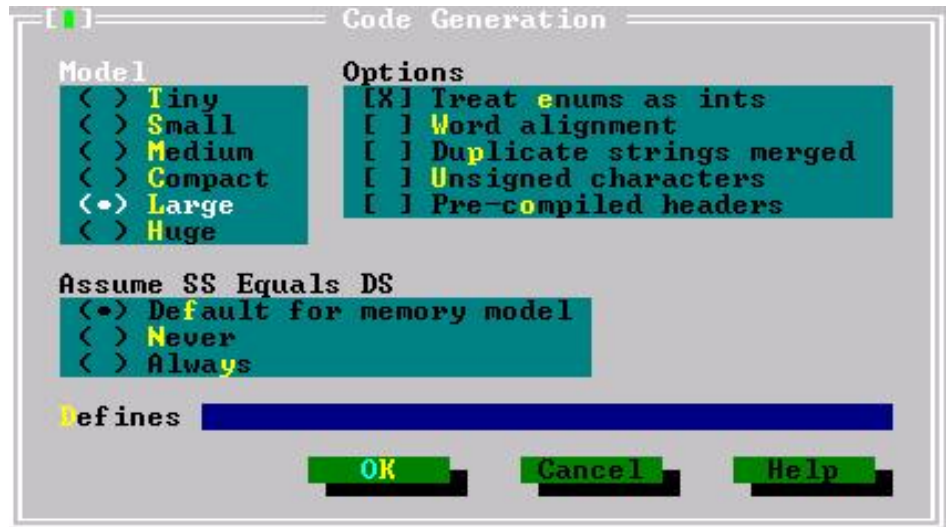 [ ] Code Generation
Model
( ) Tiny
( ) Small
( ) Medium
( ) Compact
(•) Large
( ) Huge
Options
[X] Treat enums as ints
[ ] Word alignment
[ ] Duplicate strings merged
[ ] Unsigned characters
[ ] Pre-compiled headers
Assume SS Equals DS
(•) Default for memory model
( ) Never
( ) Always
Defines
OK Cancel Help